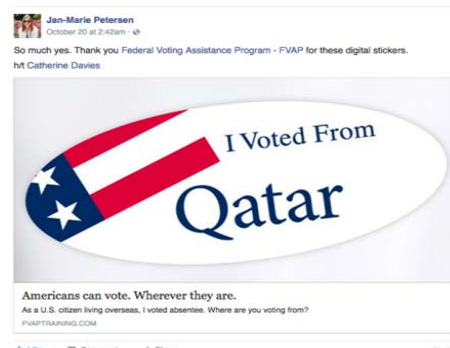 Jan-Marie Petersen
October 20 at 2:42am ·
So much yes. Thank you Federal Voting Assistance Program - FVAP for these digital stickers.
h/t Catherine Davies
I Voted From
Qatar
Americans can vote. Wherever they are.
As a U.S. citizen living overseas, I voted absentee. Where are you voting from?
FVAPTRAINING.COM